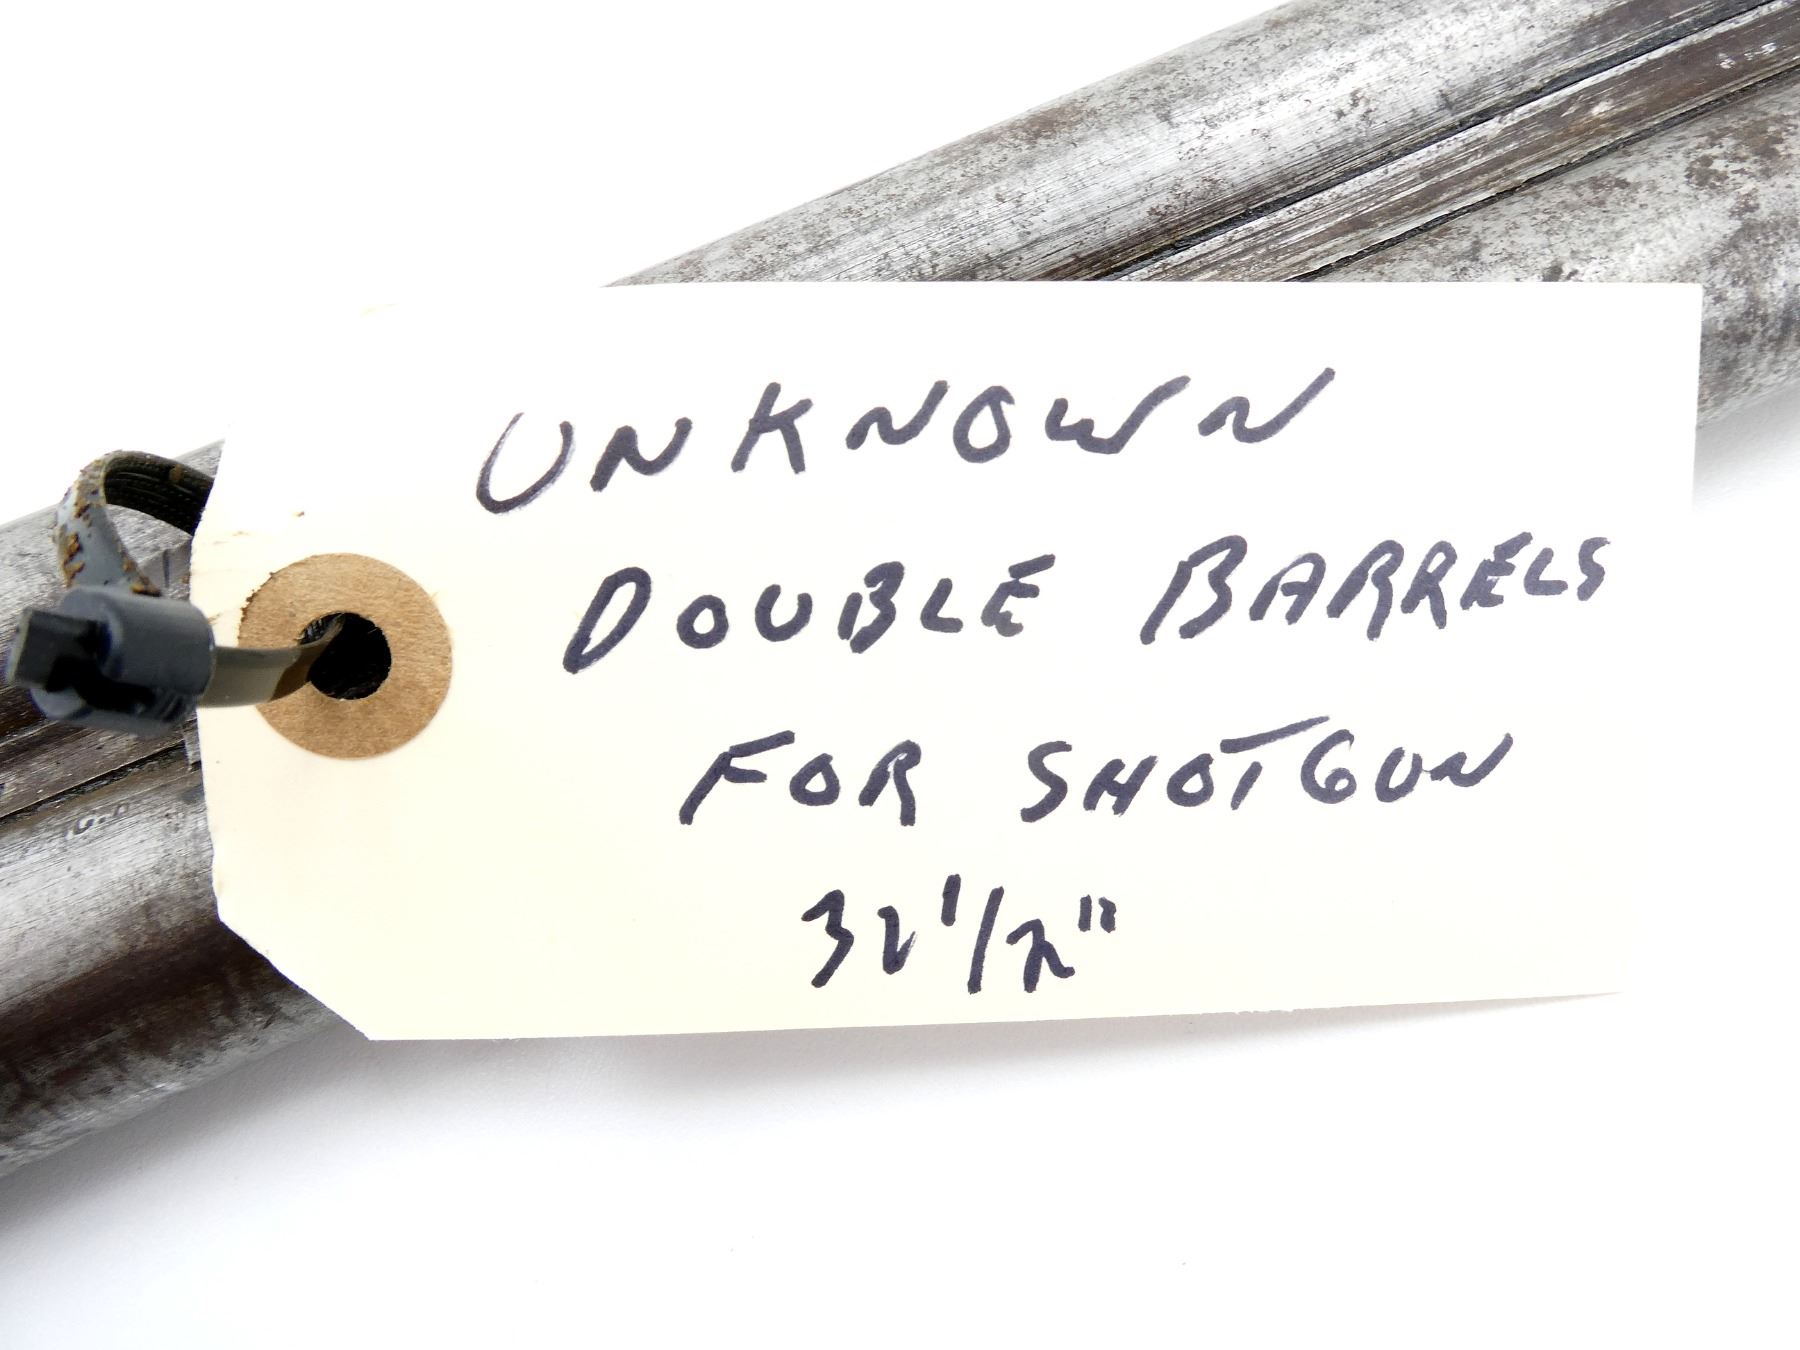 UNKNOWN
DOUBLE BARRELS
FOR SHOTGUN
32 1/2"